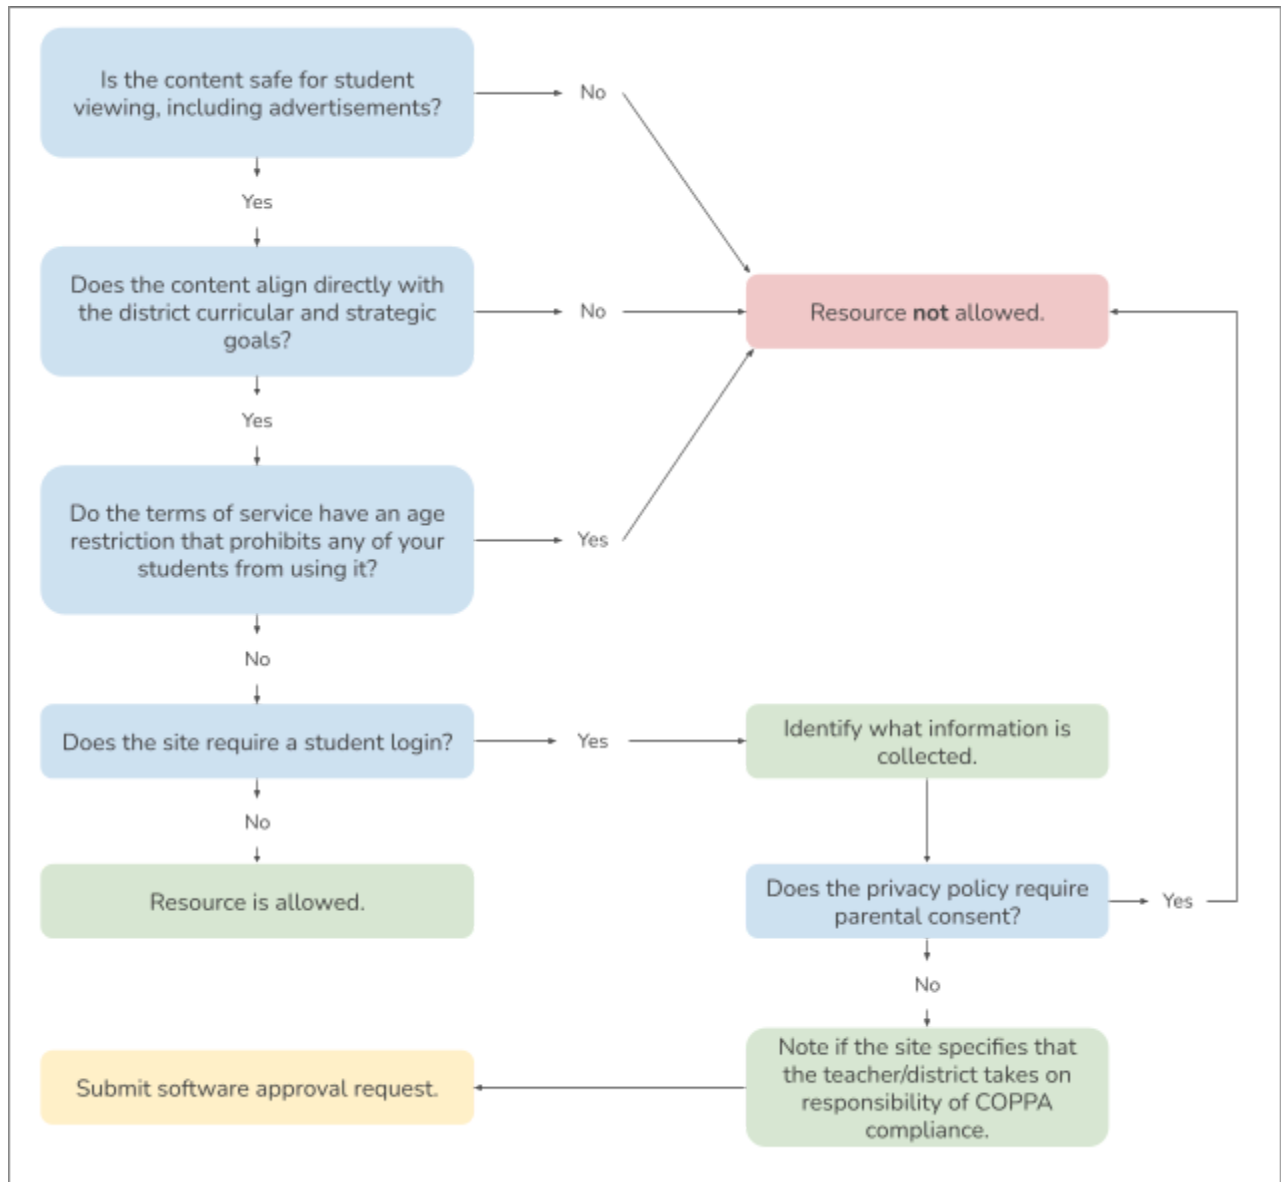 Is the content safe for student
viewing, including advertisements?
No
Yes
Does the content align directly with
the district curricular and strategic
goals?
No
Resource not allowed.
Yes
Do the terms of service have an age
restriction that prohibits any of your
students from using it?
Yes
No
Does the site require a student login?
Yes
Identify what information is
collected.
No
Resource is allowed.
Does the privacy policy require
parental consent?
Yes
No
Note if the site specifies that
the teacher/district takes on
responsibility of COPPA
compliance.
Submit software approval request.